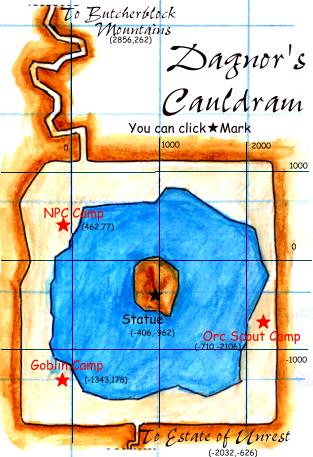 To Butcherblock
Mountains
(2856,262)
Dagnor's
Cauldram
You can click★Mark
0 1000 2000
1000
NPC Camp
(462,77)
0
Statue
(-406,-962)
Orc Scout Camp
(-710,-2106)
Goblin Camp
(-1343,178)
-1000
To Estate of Unrest
(-2032,-626)